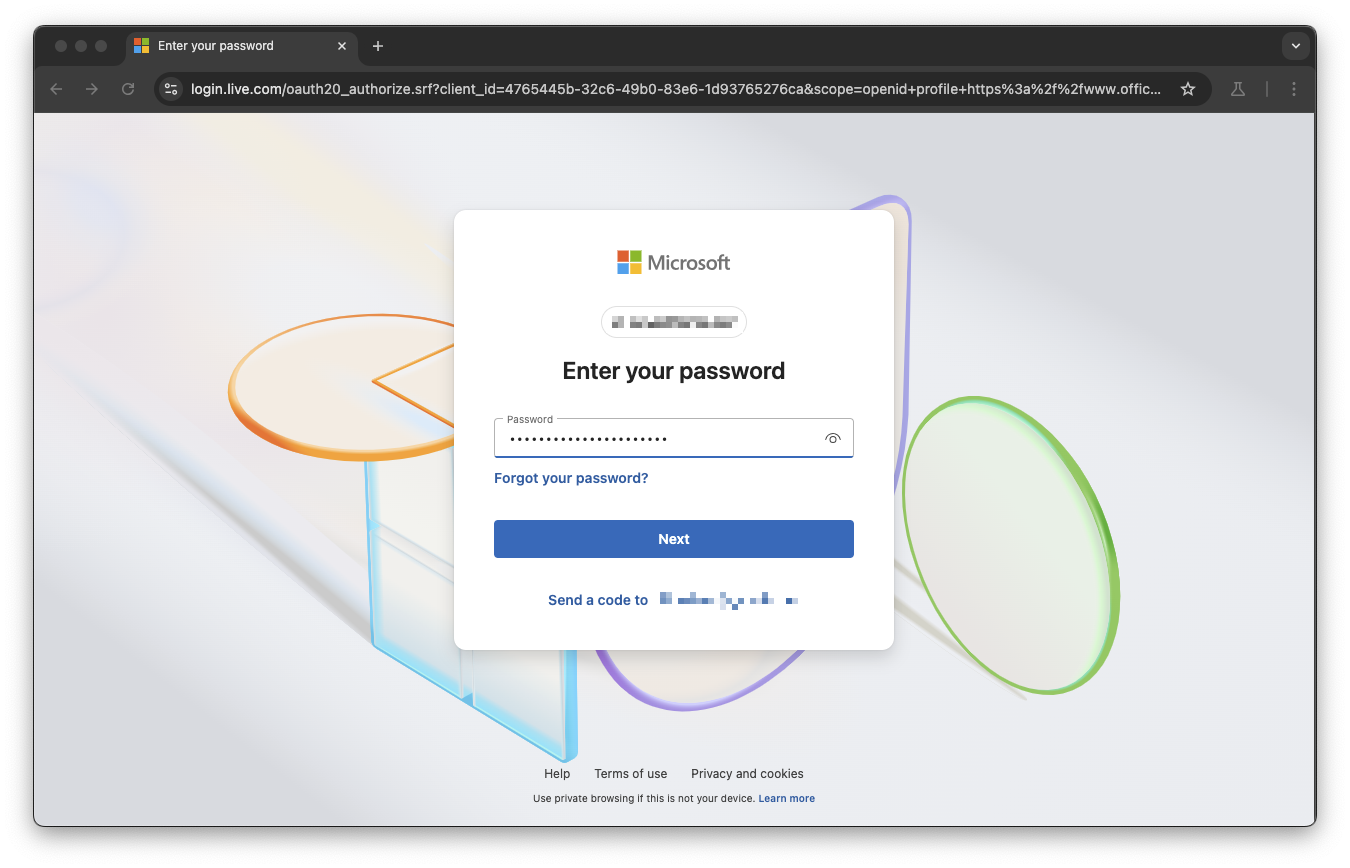 Enter your password
login.live.com/oauth20_authorize.srf?client_id=4765445b-32c6-49b0-83e6-1d93765276ca&scope=openid+profile+https%3a%2f%2fwww.offic...
Microsoft
Enter your password
Password
Forgot your password?
Next
Send a code to
Help Terms of use Privacy and cookies
Use private browsing if this is not your device. Learn more